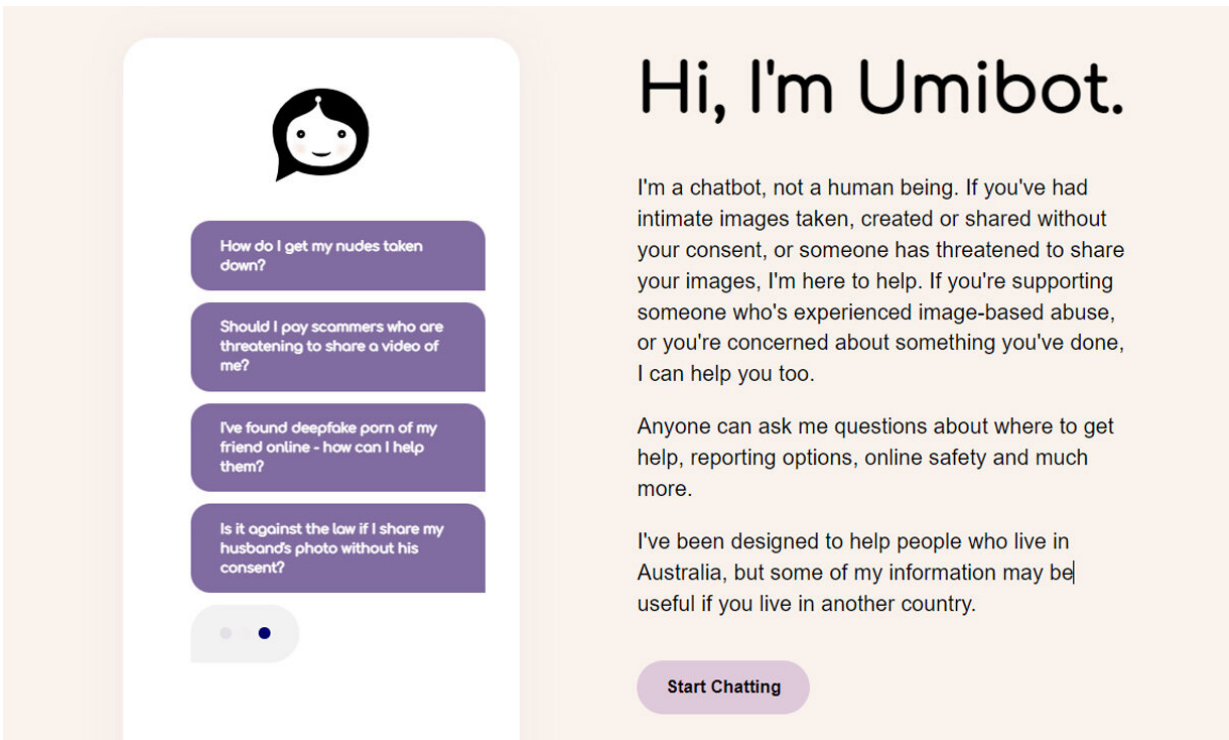 Hi, I'm Umibot.
How do I get my nudes taken
down?
Should I pay scammers who are
threatening to share a video of
me?
I've found deepfake porn of my
friend online - how can I help
them?
Is it against the law if I share my
husband's photo without his
consent?
I'm a chatbot, not a human being. If you've had
intimate images taken, created or shared without
your consent, or someone has threatened to share
your images, I'm here to help. If you're supporting
someone who's experienced image-based abuse,
or you're concerned about something you've done,
I can help you too.
Anyone can ask me questions about where to get
help, reporting options, online safety and much
more.
I've been designed to help people who live in
Australia, but some of my information may be
useful if you live in another country.
Start Chatting